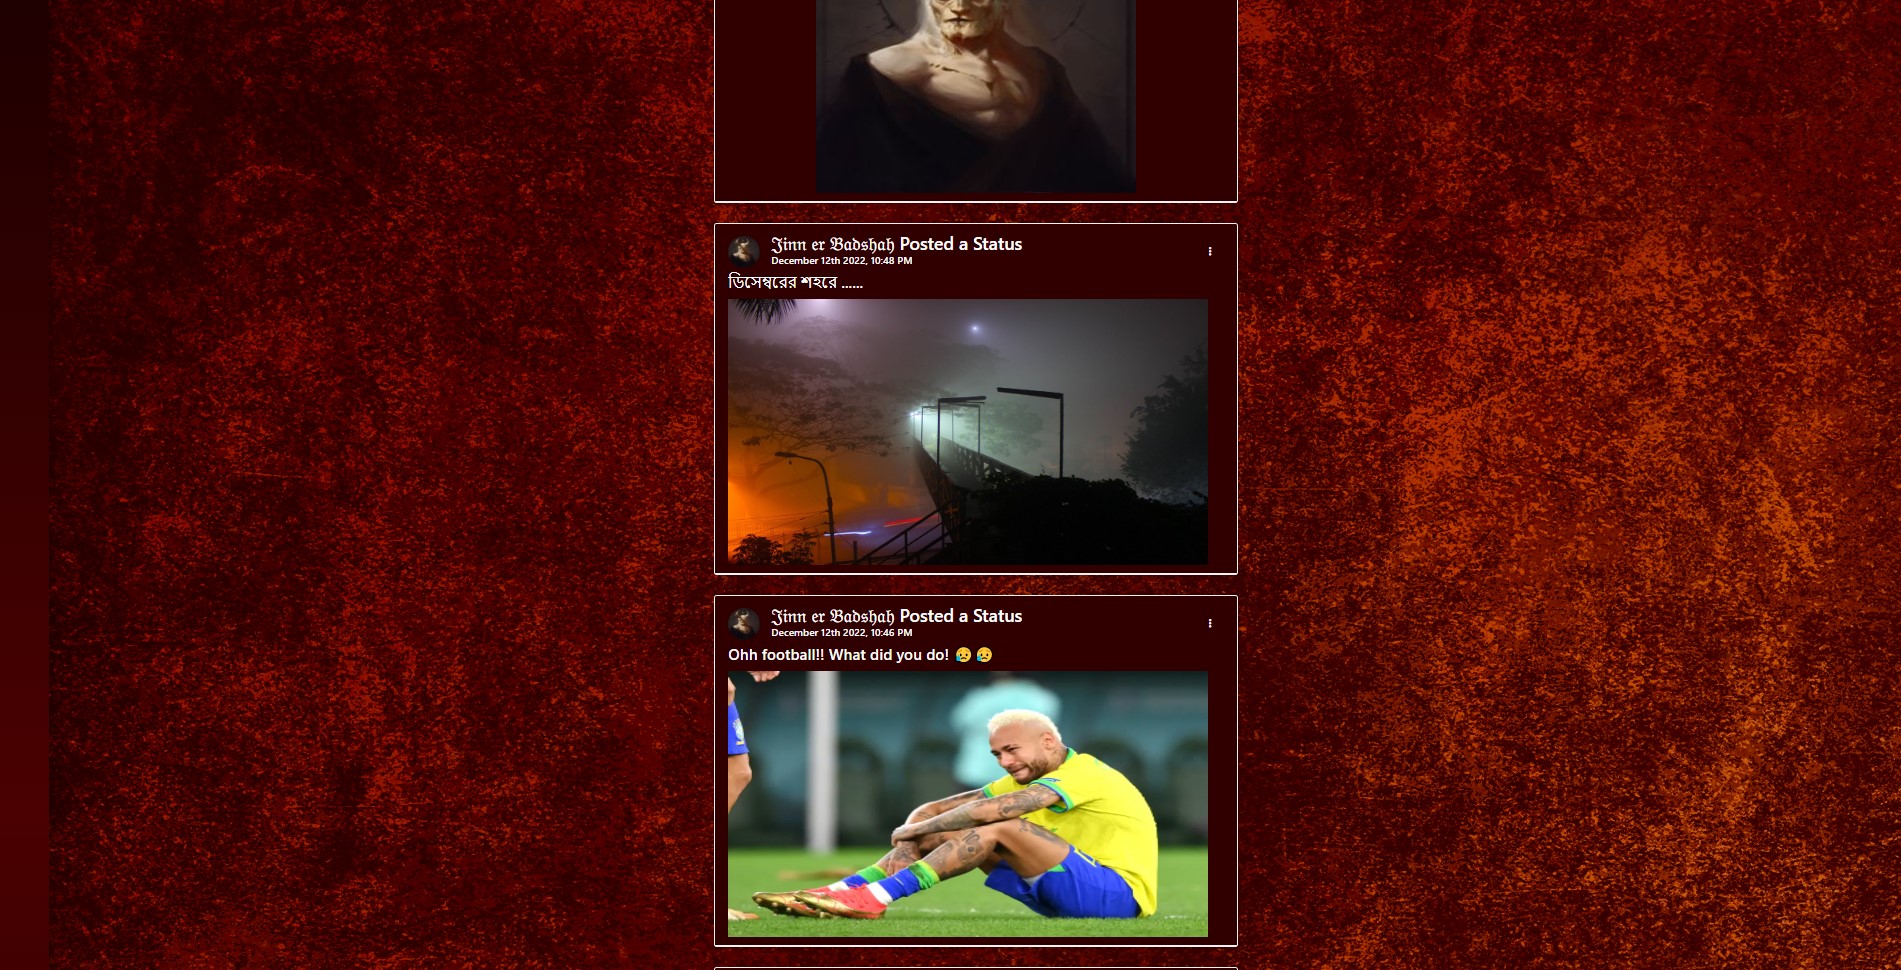 𝕵inn er 𝕭adshah Posted a Status
December 12th 2022, 10:48 PM
ডিসেম্বরের শহরে ......
𝕵inn er 𝕭adshah Posted a Status
December 12th 2022, 10:46 PM
Ohh football!! What did you do! 😥 😥